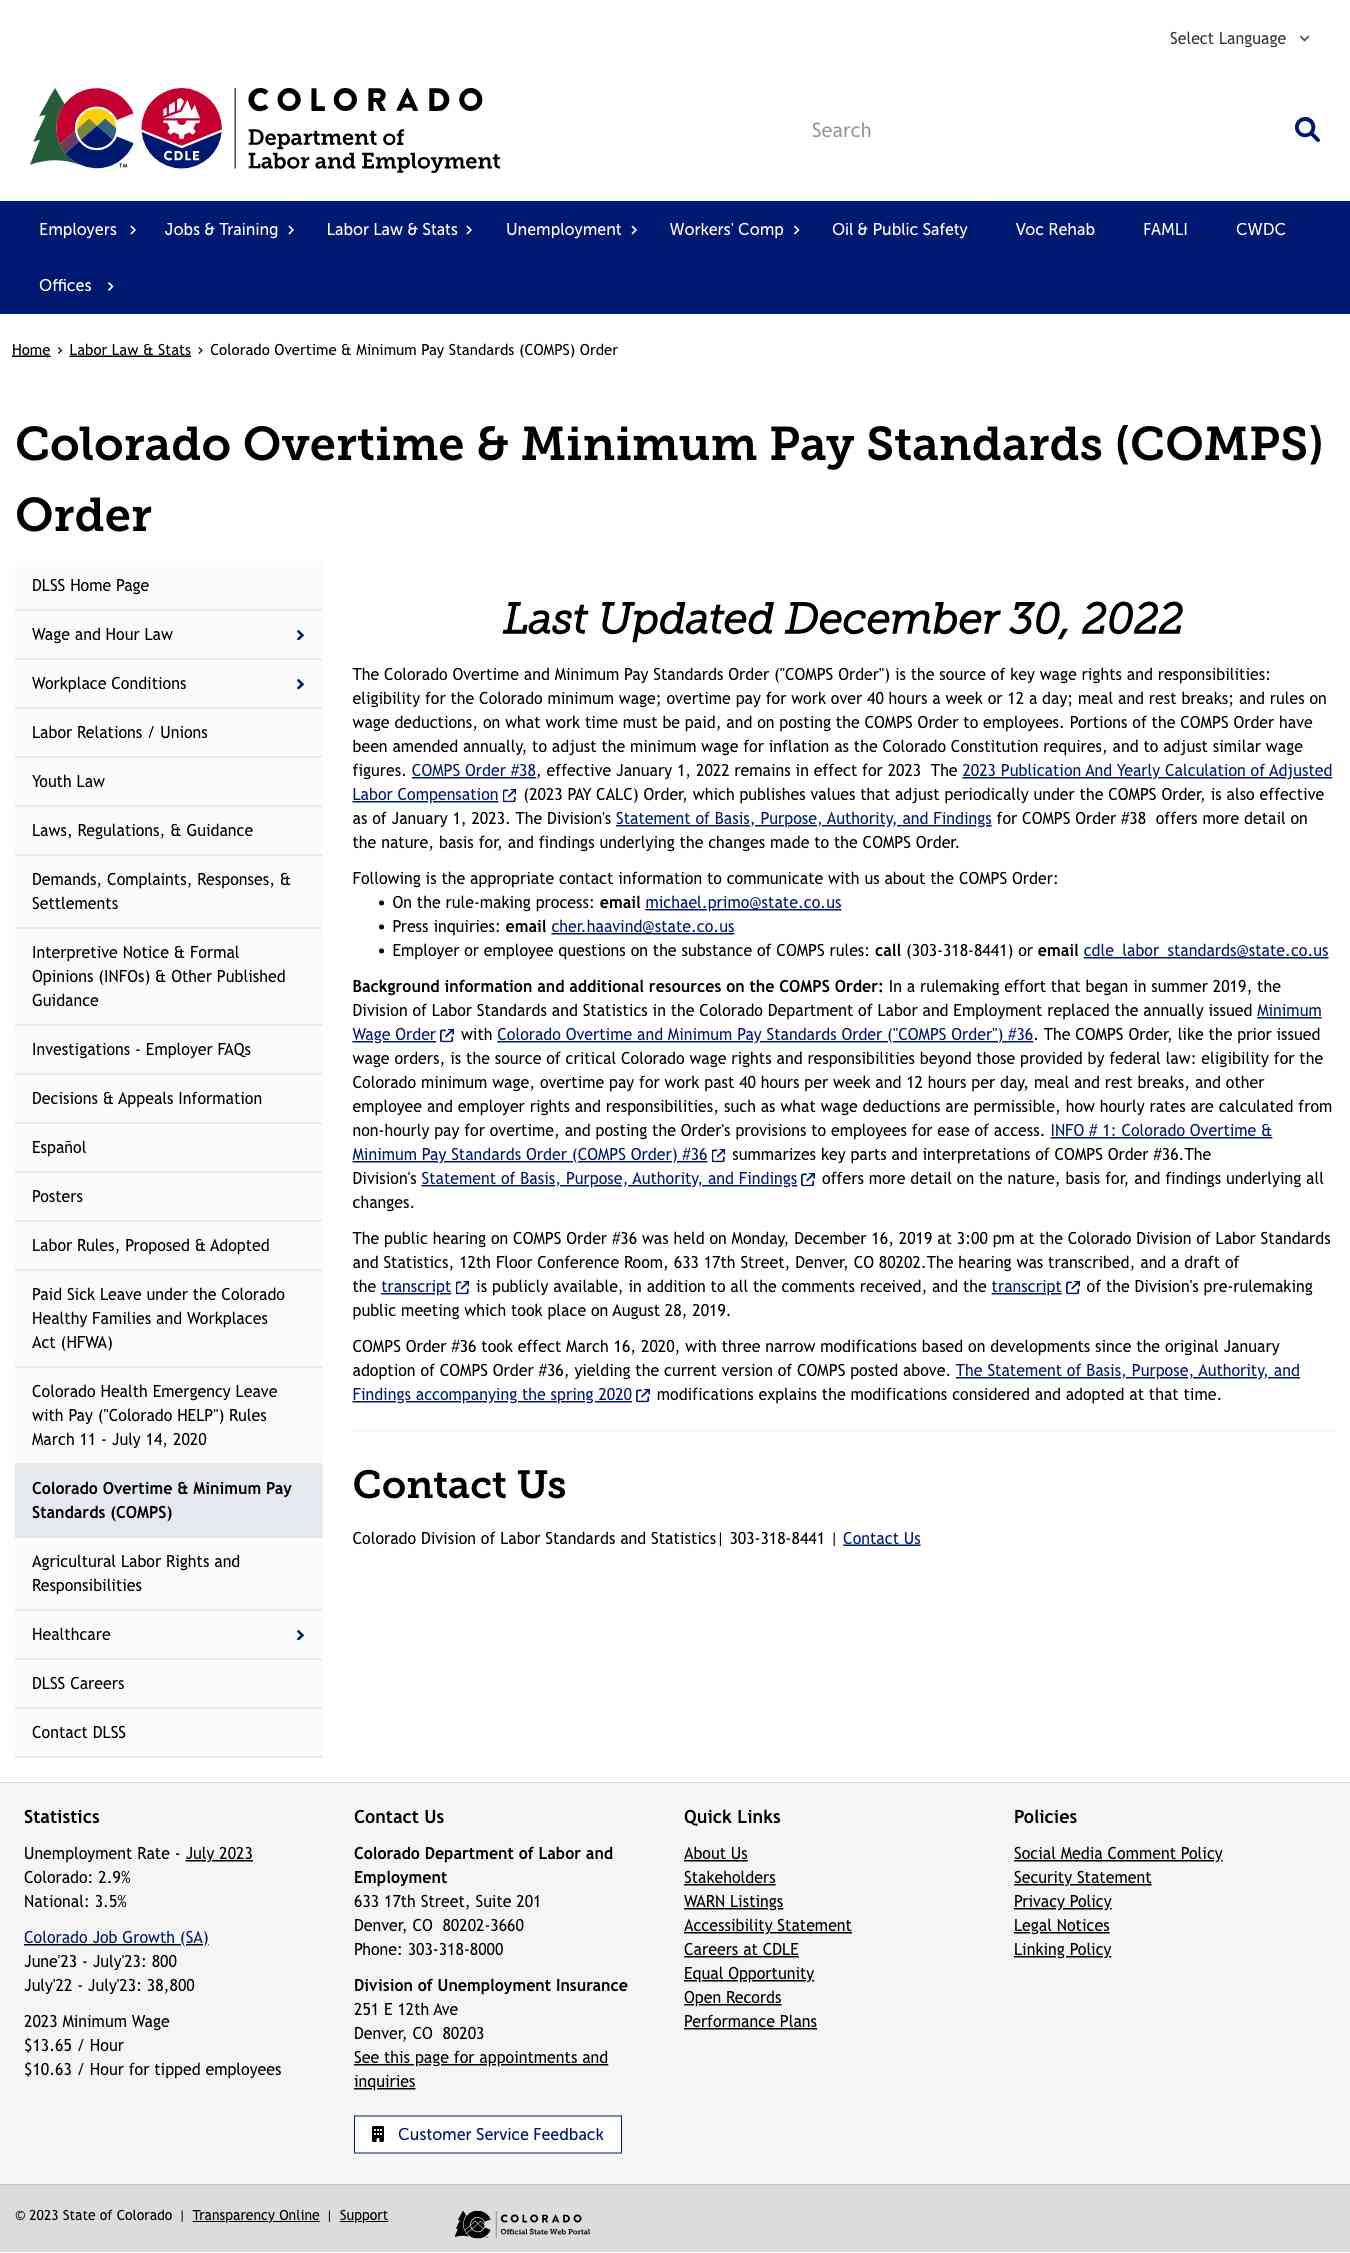 Select Language
COLORADO
Department of
Labor and Employment
CDLE
TM
Search
Employers Jobs & Training Labor Law & Stats Unemployment Workers' Comp Oil & Public Safety Voc Rehab FAMLI CWDC
Offices
Home › Labor Law & Stats › Colorado Overtime & Minimum Pay Standards (COMPS) Order
Colorado Overtime & Minimum Pay Standards (COMPS)
Order
DLSS Home Page
Wage and Hour Law
Workplace Conditions
Labor Relations / Unions
Youth Law
Laws, Regulations, & Guidance
Demands, Complaints, Responses, &
Settlements
Interpretive Notice & Formal
Opinions (INFOs) & Other Published
Guidance
Investigations - Employer FAQs
Decisions & Appeals Information
Español
Posters
Labor Rules, Proposed & Adopted
Paid Sick Leave under the Colorado
Healthy Families and Workplaces
Act (HFWA)
Colorado Health Emergency Leave
with Pay ("Colorado HELP") Rules
March 11 - July 14, 2020
Colorado Overtime & Minimum Pay
Standards (COMPS)
Agricultural Labor Rights and
Responsibilities
Healthcare
DLSS Careers
Contact DLSS
Last Updated December 30, 2022
The Colorado Overtime and Minimum Pay Standards Order ("COMPS Order") is the source of key wage rights and responsibilities:
eligibility for the Colorado minimum wage; overtime pay for work over 40 hours a week or 12 a day; meal and rest breaks; and rules on
wage deductions, on what work time must be paid, and on posting the COMPS Order to employees. Portions of the COMPS Order have
been amended annually, to adjust the minimum wage for inflation as the Colorado Constitution requires, and to adjust similar wage
figures. COMPS Order #38, effective January 1, 2022 remains in effect for 2023 The 2023 Publication And Yearly Calculation of Adjusted
Labor Compensation (2023 PAY CALC) Order, which publishes values that adjust periodically under the COMPS Order, is also effective
as of January 1, 2023. The Division's Statement of Basis, Purpose, Authority, and Findings for COMPS Order #38 offers more detail on
the nature, basis for, and findings underlying the changes made to the COMPS Order.
Following is the appropriate contact information to communicate with us about the COMPS Order:
• On the rule-making process: email michael.primo@state.co.us
• Press inquiries: email cher.haavind@state.co.us
• Employer or employee questions on the substance of COMPS rules: call (303-318-8441) or email cdle_labor_standards@state.co.us
Background information and additional resources on the COMPS Order: In a rulemaking effort that began in summer 2019, the
Division of Labor Standards and Statistics in the Colorado Department of Labor and Employment replaced the annually issued Minimum
Wage Order with Colorado Overtime and Minimum Pay Standards Order ("COMPS Order") #36. The COMPS Order, like the prior issued
wage orders, is the source of critical Colorado wage rights and responsibilities beyond those provided by federal law: eligibility for the
Colorado minimum wage, overtime pay for work past 40 hours per week and 12 hours per day, meal and rest breaks, and other
employee and employer rights and responsibilities, such as what wage deductions are permissible, how hourly rates are calculated from
non-hourly pay for overtime, and posting the Order's provisions to employees for ease of access. INFO # 1: Colorado Overtime &
Minimum Pay Standards Order (COMPS Order) #36 summarizes key parts and interpretations of COMPS Order #36.The
Division's Statement of Basis, Purpose, Authority, and Findings offers more detail on the nature, basis for, and findings underlying all
changes.
The public hearing on COMPS Order #36 was held on Monday, December 16, 2019 at 3:00 pm at the Colorado Division of Labor Standards
and Statistics, 12th Floor Conference Room, 633 17th Street, Denver, CO 80202.The hearing was transcribed, and a draft of
the transcript is publicly available, in addition to all the comments received, and the transcript of the Division's pre-rulemaking
public meeting which took place on August 28, 2019.
COMPS Order #36 took effect March 16, 2020, with three narrow modifications based on developments since the original January
adoption of COMPS Order #36, yielding the current version of COMPS posted above. The Statement of Basis, Purpose, Authority, and
Findings accompanying the spring 2020 modifications explains the modifications considered and adopted at that time.
Contact Us
Colorado Division of Labor Standards and Statistics| 303-318-8441 | Contact Us
Statistics
Unemployment Rate - July 2023
Colorado: 2.9%
National: 3.5%
Colorado Job Growth (SA)
June'23 - July'23: 800
July'22 - July'23: 38,800
2023 Minimum Wage
$13.65 / Hour
$10.63 / Hour for tipped employees
Contact Us
Colorado Department of Labor and
Employment
633 17th Street, Suite 201
Denver, CO 80202-3660
Phone: 303-318-8000
Division of Unemployment Insurance
251 E 12th Ave
Denver, CO 80203
See this page for appointments and
inquiries
Customer Service Feedback
Quick Links
About Us
Stakeholders
WARN Listings
Accessibility Statement
Careers at CDLE
Equal Opportunity
Open Records
Performance Plans
Policies
Social Media Comment Policy
Security Statement
Privacy Policy
Legal Notices
Linking Policy
© 2023 State of Colorado | Transparency Online | Support
COLORADO
Official State Web Portal